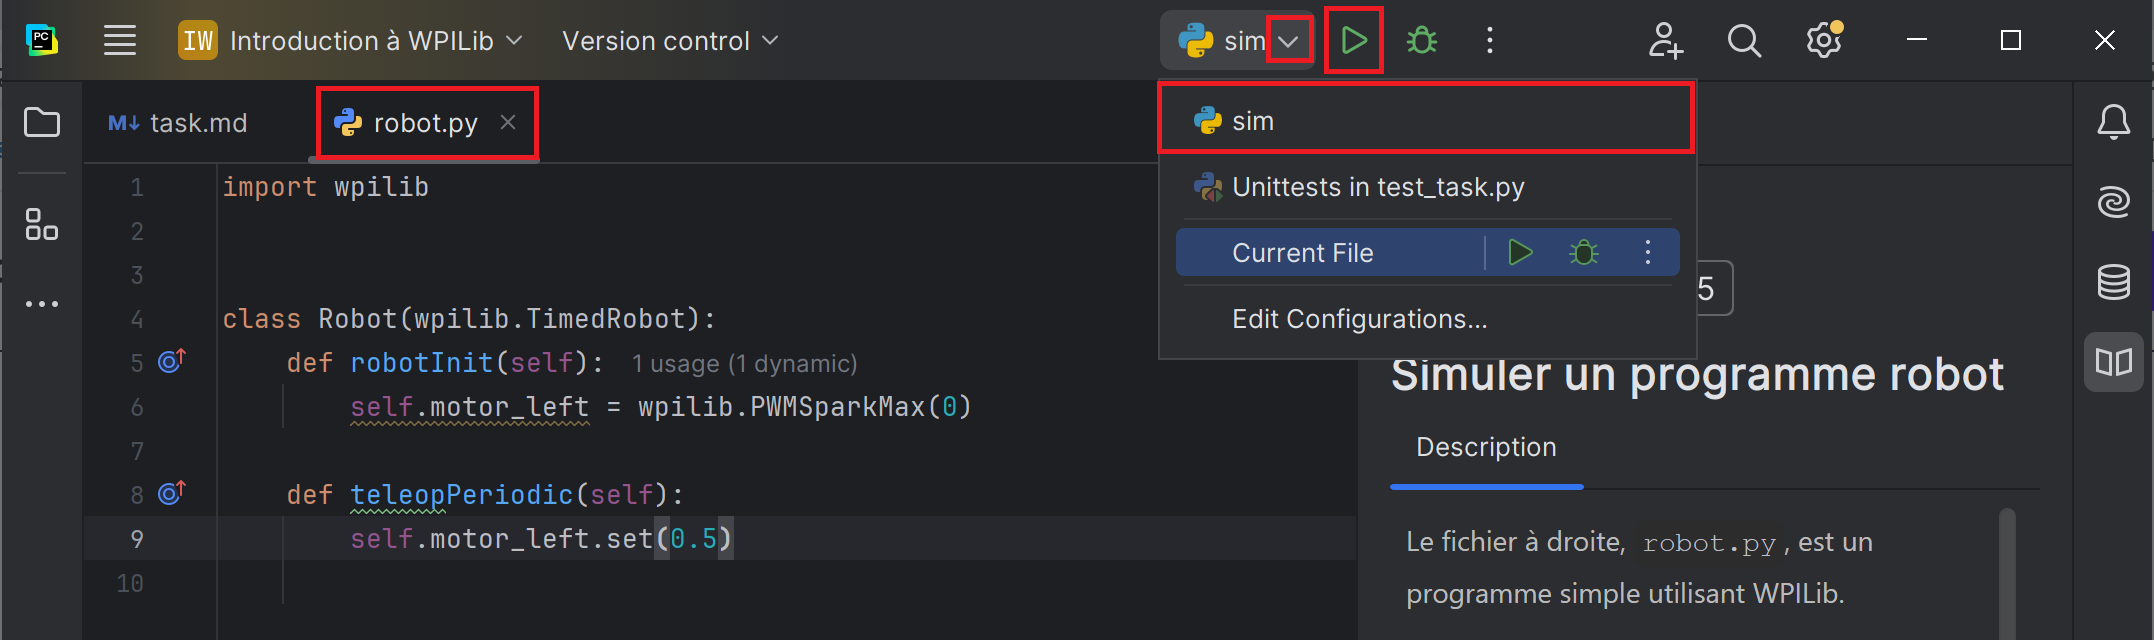 PC
IW Introduction à WPILib Version control sim
M↓ task.md robot.py
sim
Unittests in test_task.py
Current File
Edit Configurations...
1 import wpilib
2
3
4 class Robot(wpilib.TimedRobot):
5 def robotInit(self): 1 usage (1 dynamic)
6 self.motor_left = wpilib.PWMSparkMax(0)
7
8 def teleopPeriodic(self):
9 self.motor_left.set(0.5)
10
5
Simuler un programme robot
Description
Le fichier à droite, robot.py, est un
programme simple utilisant WPILib.